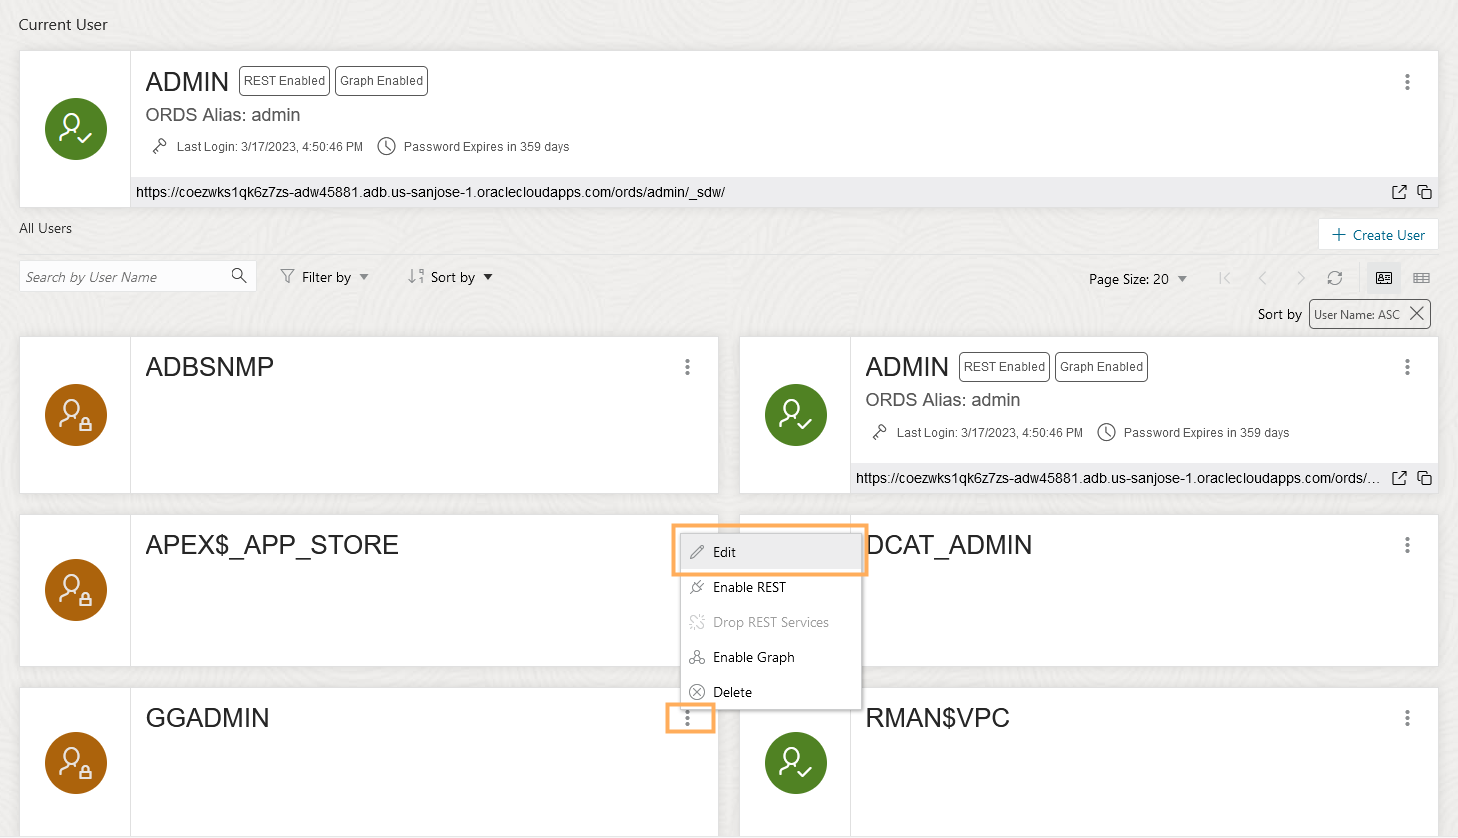 Current User
ADMIN REST Enabled Graph Enabled
ORDS Alias: admin
Last Login: 3/17/2023, 4:50:46 PM Password Expires in 359 days
https://coezwks1qk6z7zs-adw45881.adb.us-sanjose-1.oraclecloudapps.com/ords/admin/_sdw/
All Users
Create User
Search by User Name Filter by Sort by Page Size: 20
Sort by User Name: ASC
ADBSNMP
ADMIN REST Enabled Graph Enabled
ORDS Alias: admin
Last Login: 3/17/2023, 4:50:46 PM Password Expires in 359 days
https://coezwks1qk6z7zs-adw45881.adb.us-sanjose-1.oraclecloudapps.com/ords/...
APEX$_APP_STORE
DCAT_ADMIN
Edit
Enable REST
Drop REST Services
Enable Graph
Delete
GGADMIN
RMAN$VPC